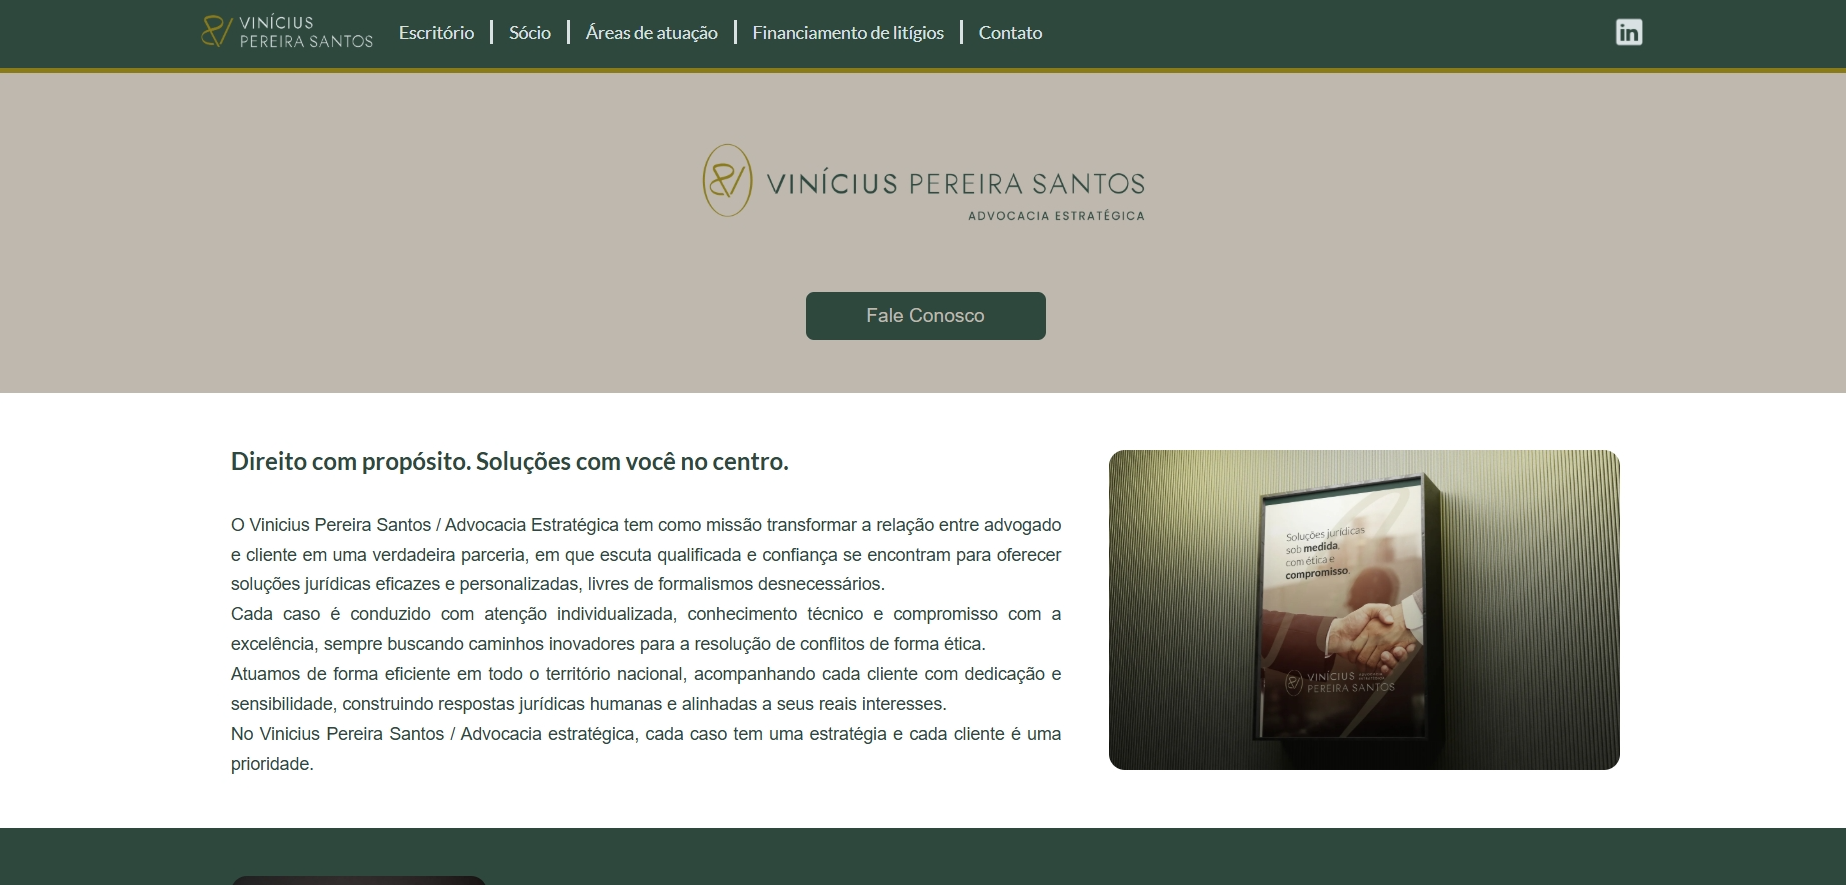 VINÍCIUS
PEREIRA SANTOS
Escritório
Sócio
Áreas de atuação
Financiamento de litígios
Contato
in
VINÍCIUS PEREIRA SANTOS
ADVOCACIA ESTRATÉGICA
Fale Conosco
Direito com propósito. Soluções com você no centro.
O Vinicius Pereira Santos / Advocacia Estratégica tem como missão transformar a relação entre advogado
e cliente em uma verdadeira parceria, em que escuta qualificada e confiança se encontram para oferecer
soluções jurídicas eficazes e personalizadas, livres de formalismos desnecessários.
Cada caso é conduzido com atenção individualizada, conhecimento técnico e compromisso com a
excelência, sempre buscando caminhos inovadores para a resolução de conflitos de forma ética.
Atuamos de forma eficiente em todo o território nacional, acompanhando cada cliente com dedicação e
sensibilidade, construindo respostas jurídicas humanas e alinhadas a seus reais interesses.
No Vinicius Pereira Santos / Advocacia estratégica, cada caso tem uma estratégia e cada cliente é uma
prioridade.
Soluções jurídicas
sob medida,
com ética e
compromisso.
VINÍCIUS
PEREIRA SANTOS